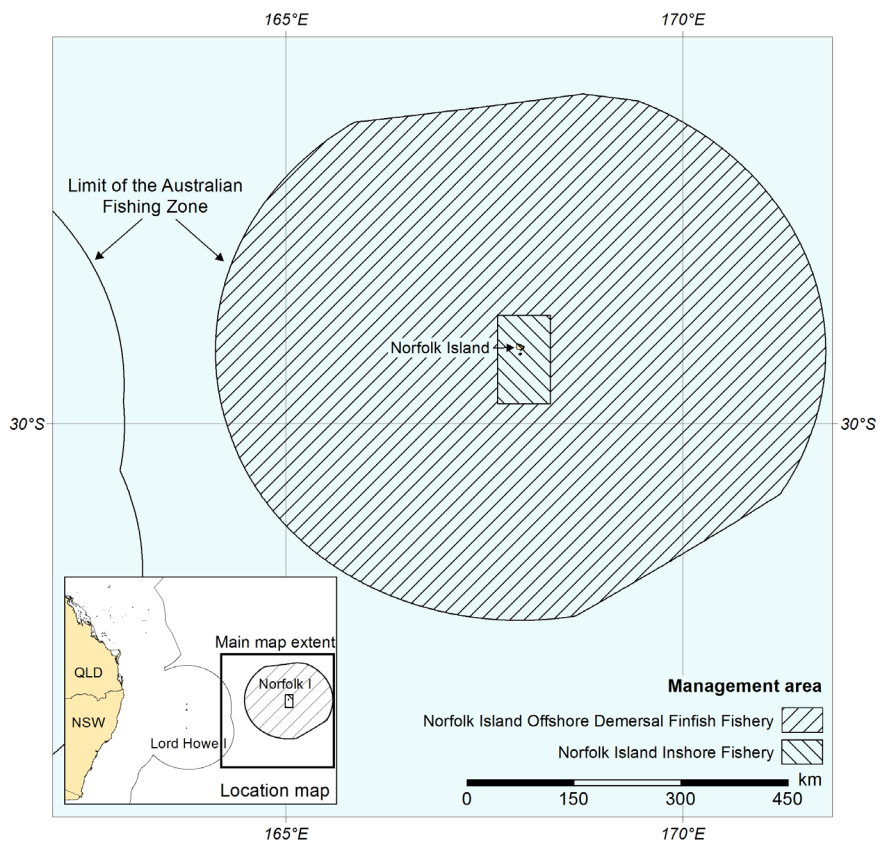 165°E
170°E
Limit of the Australian
Fishing Zone
Norfolk Island
30°S
30°S
Main map extent
QLD
Norfolk I
NSW
Lord Howe I
Location map
Management area
Norfolk Island Offshore Demersal Finfish Fishery
Norfolk Island Inshore Fishery
km
0 150 300 450
165°E
170°E